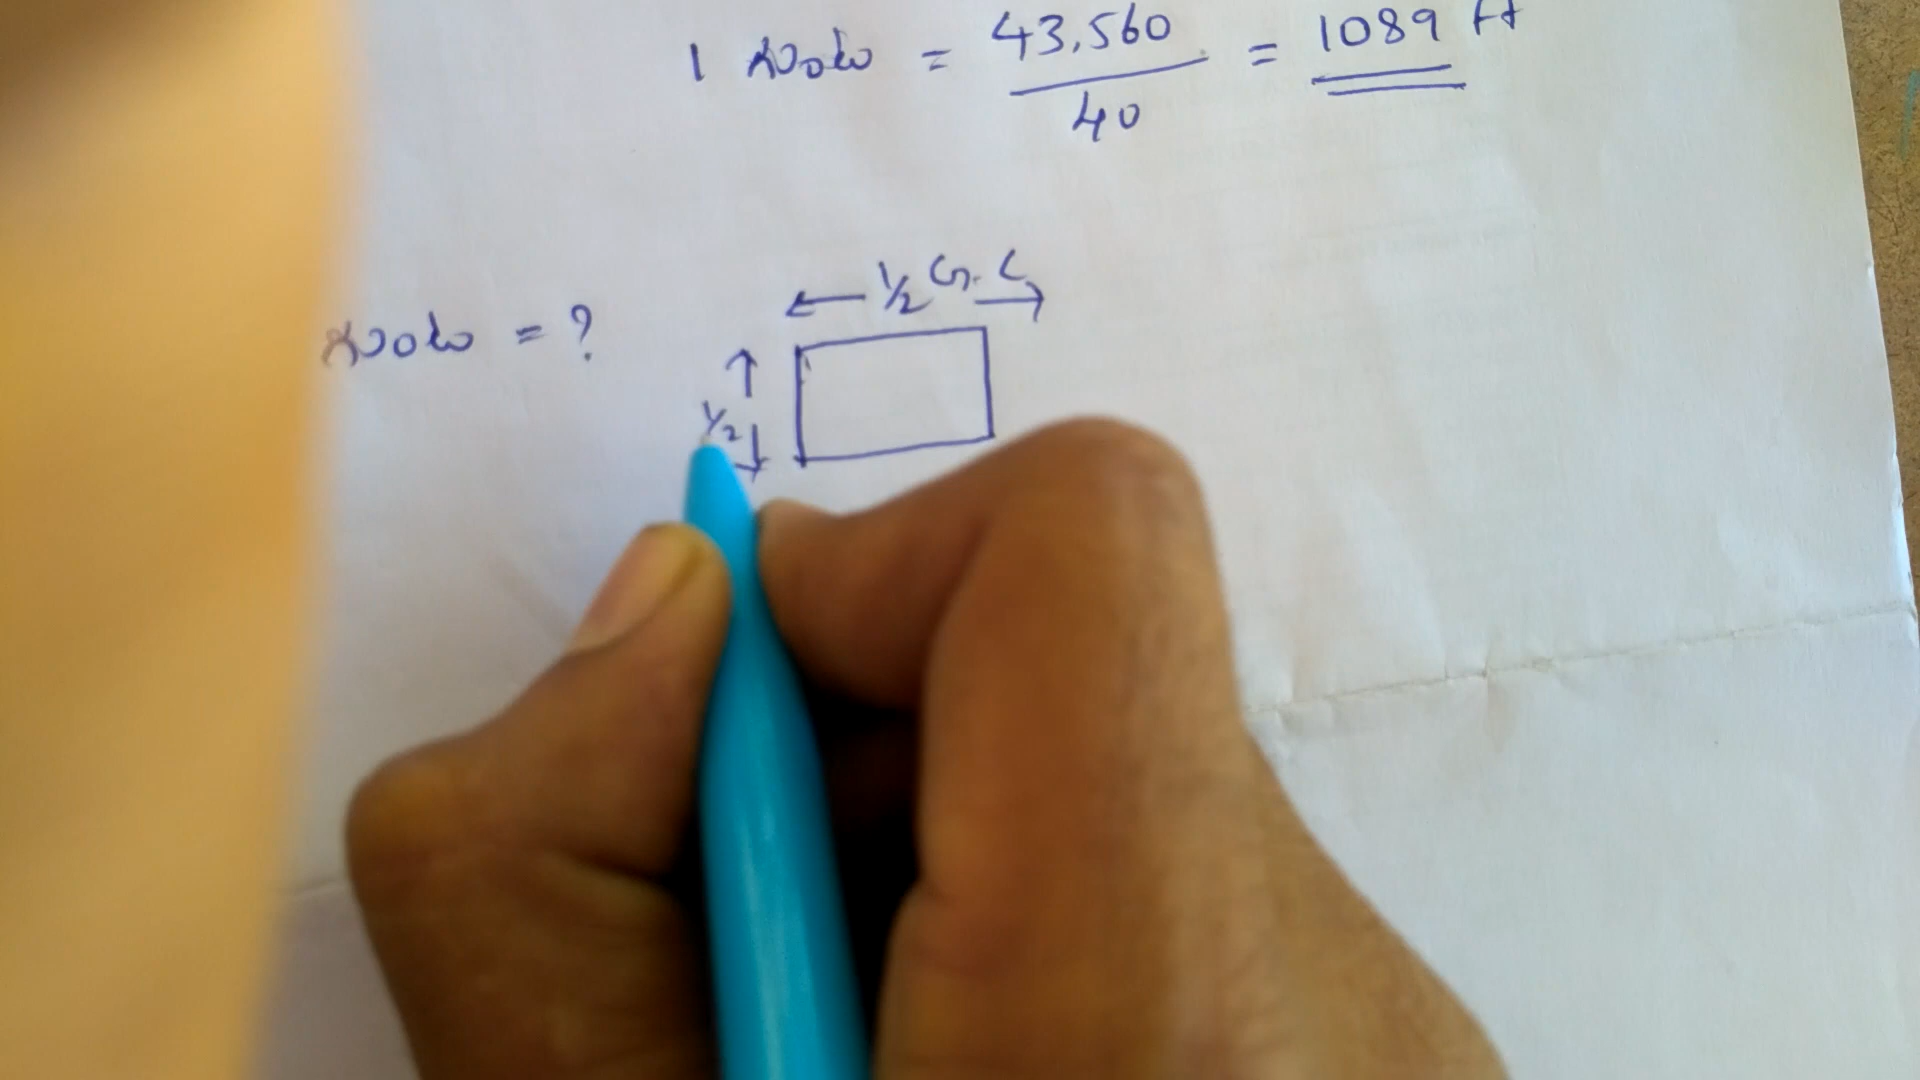 1 గుంట = 43,560 / 40 = 1089 ft
గుంట = ?
1/2 G. C
1/2